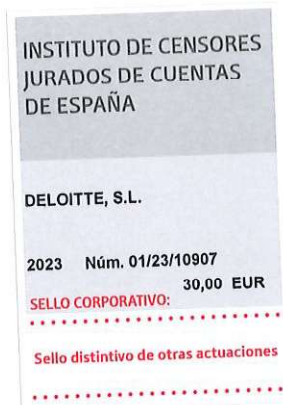 INSTITUTO DE CENSORES
JURADOS DE CUENTAS
DE ESPAÑA
DELOITTE, S.L.
2023 Núm. 01/23/10907
30,00 EUR
SELLO CORPORATIVO:
Sello distintivo de otras actuaciones